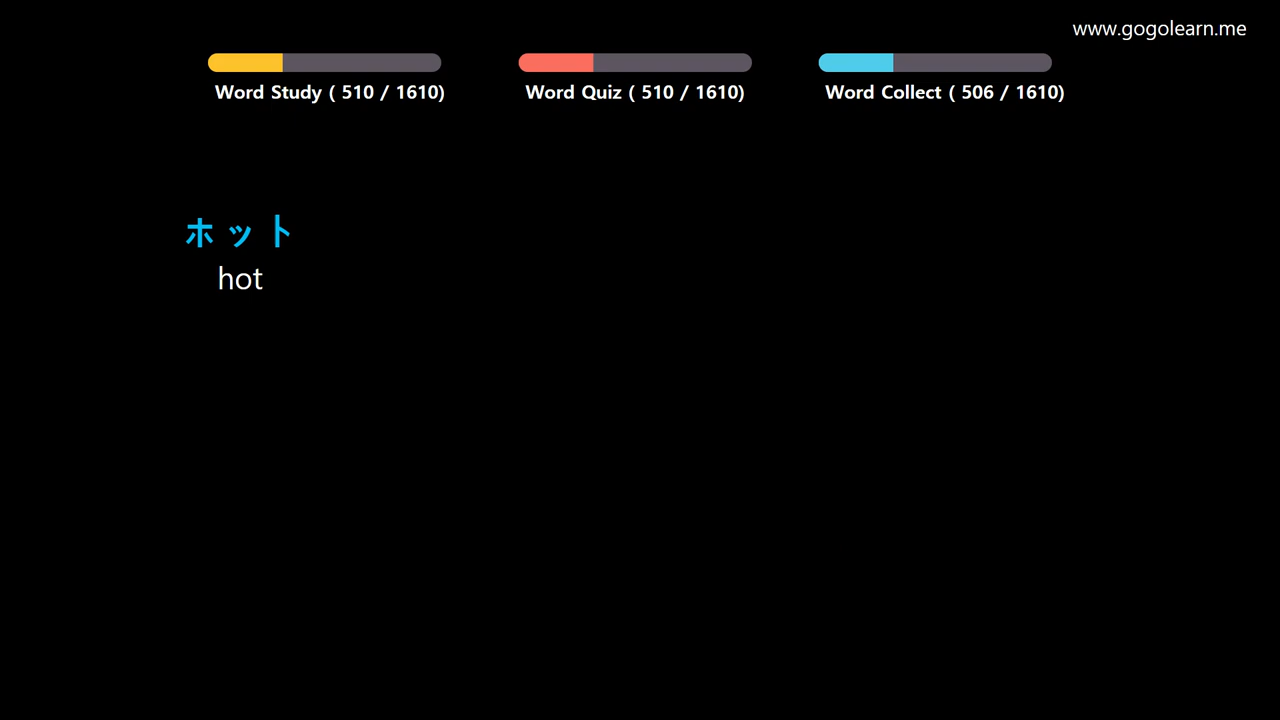 www.gogolearn.me
Word Study ( 510 / 1610)
Word Quiz ( 510 / 1610)
Word Collect ( 506 / 1610)
ホット
hot